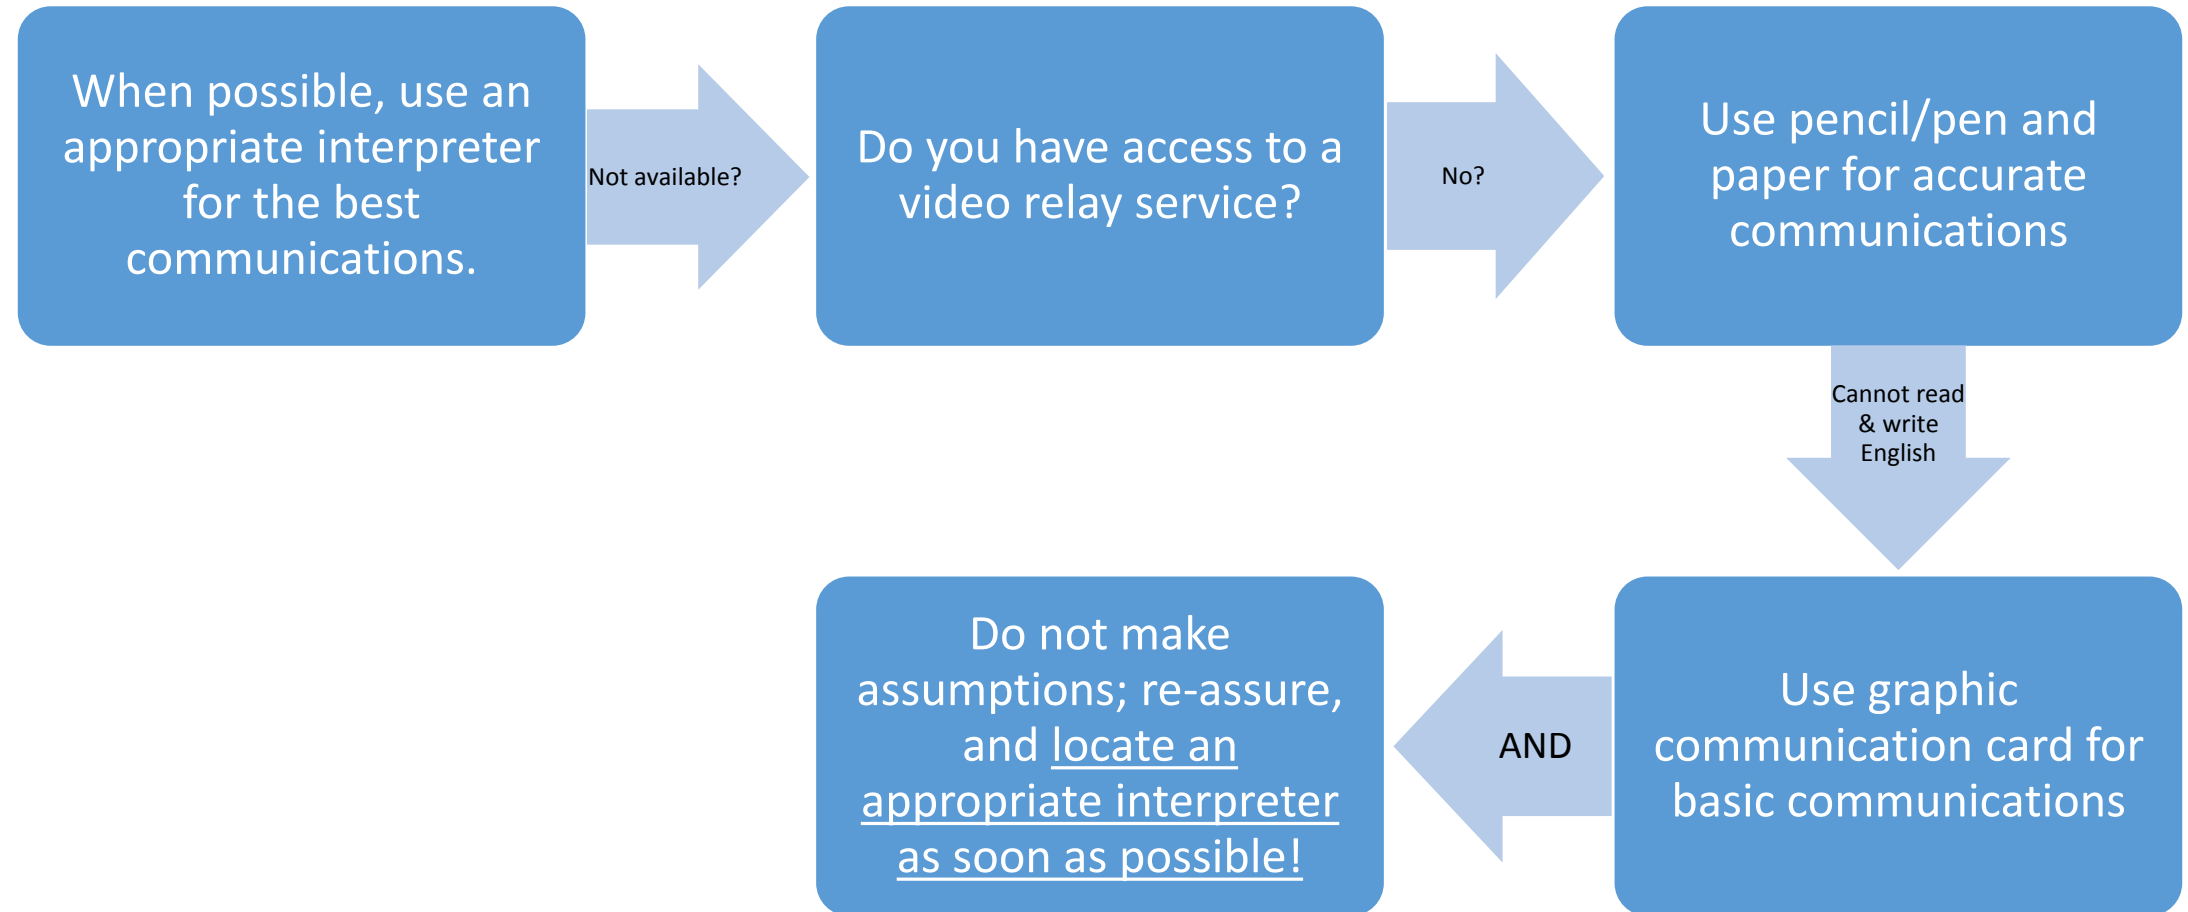 When possible, use an
appropriate interpreter
for the best
communications.
Not available?
Do you have access to a
video relay service?
No?
Use pencil/pen and
paper for accurate
communications
Cannot read
& write
English
Use graphic
communication card for
basic communications
AND
Do not make
assumptions; re-assure,
and locate an
appropriate interpreter
as soon as possible!